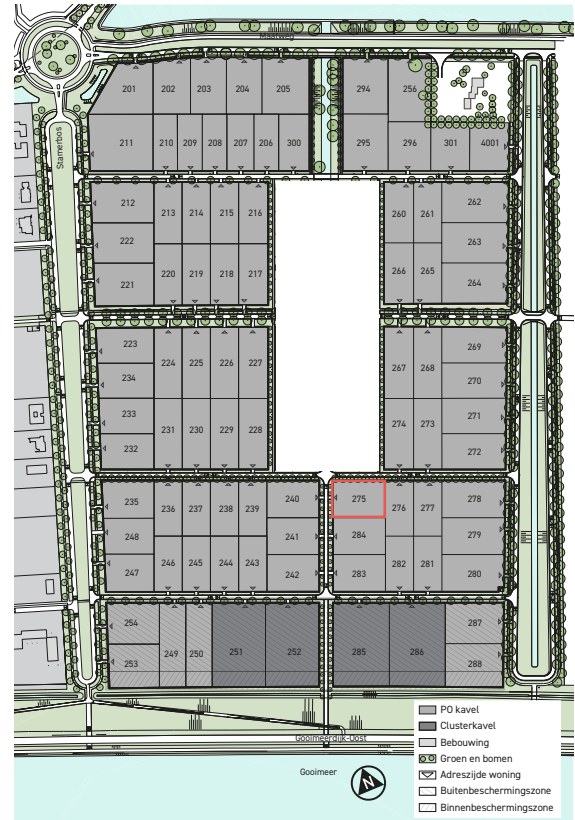 Maatweg
201 202 203 204 205 294 256
Stamerbos
211 210 209 208 207 206 300 295 296 301 4001
212 213 214 215 216 260 261 262
222 263
221 220 219 218 217 266 265 264
223 224 225 226 227 267 268 269
234 270
233 231 230 229 228 274 273 271
232 272
235 236 237 238 239 240 275 276 277 278
248 241 284 279
247 246 245 244 243 242 283 282 281 280
254 249 250 251 252 285 286 287
253 288
Gooimeerdijk-Oost
Gooimeer
N
PO kavel
Clusterkavel
Bebouwing
Groen en bomen
Adreszijde woning
Buitenbeschermingszone
Binnenbeschermingszone